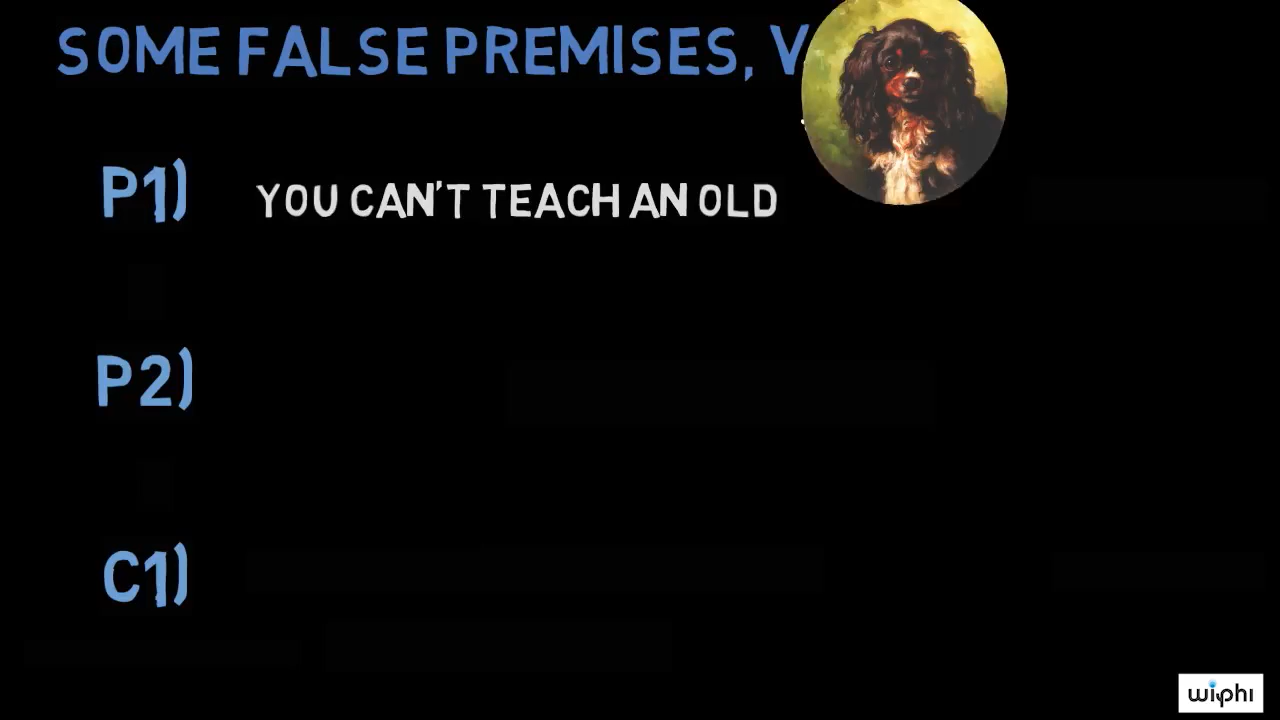 SOME FALSE PREMISES, V
P1) YOU CAN'T TEACH AN OLD
P2)
C1)
wiphi